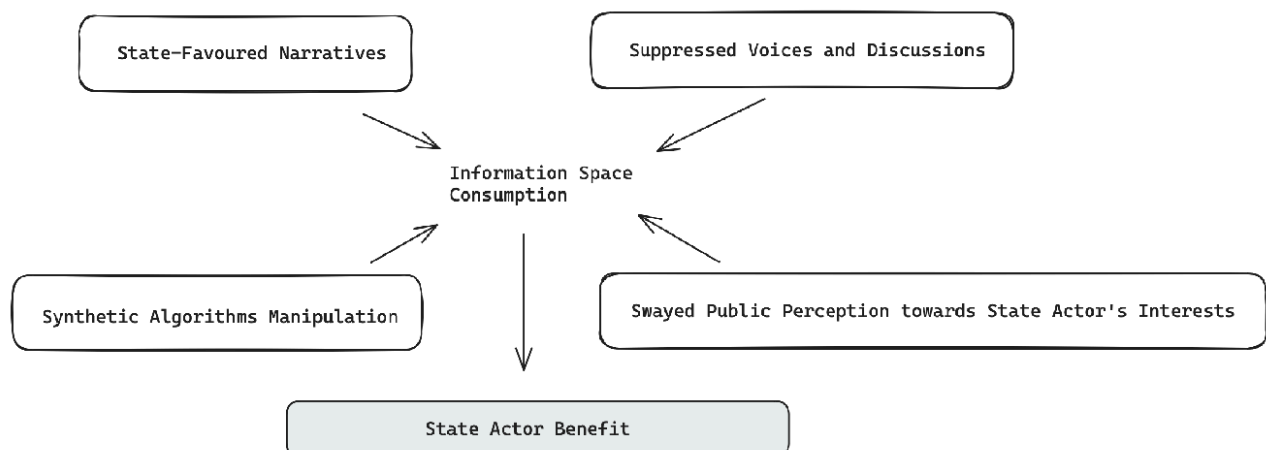 State-Favoured Narratives
Suppressed Voices and Discussions
Information Space
Consumption
Synthetic Algorithms Manipulation
Swayed Public Perception towards State Actor's Interests
State Actor Benefit